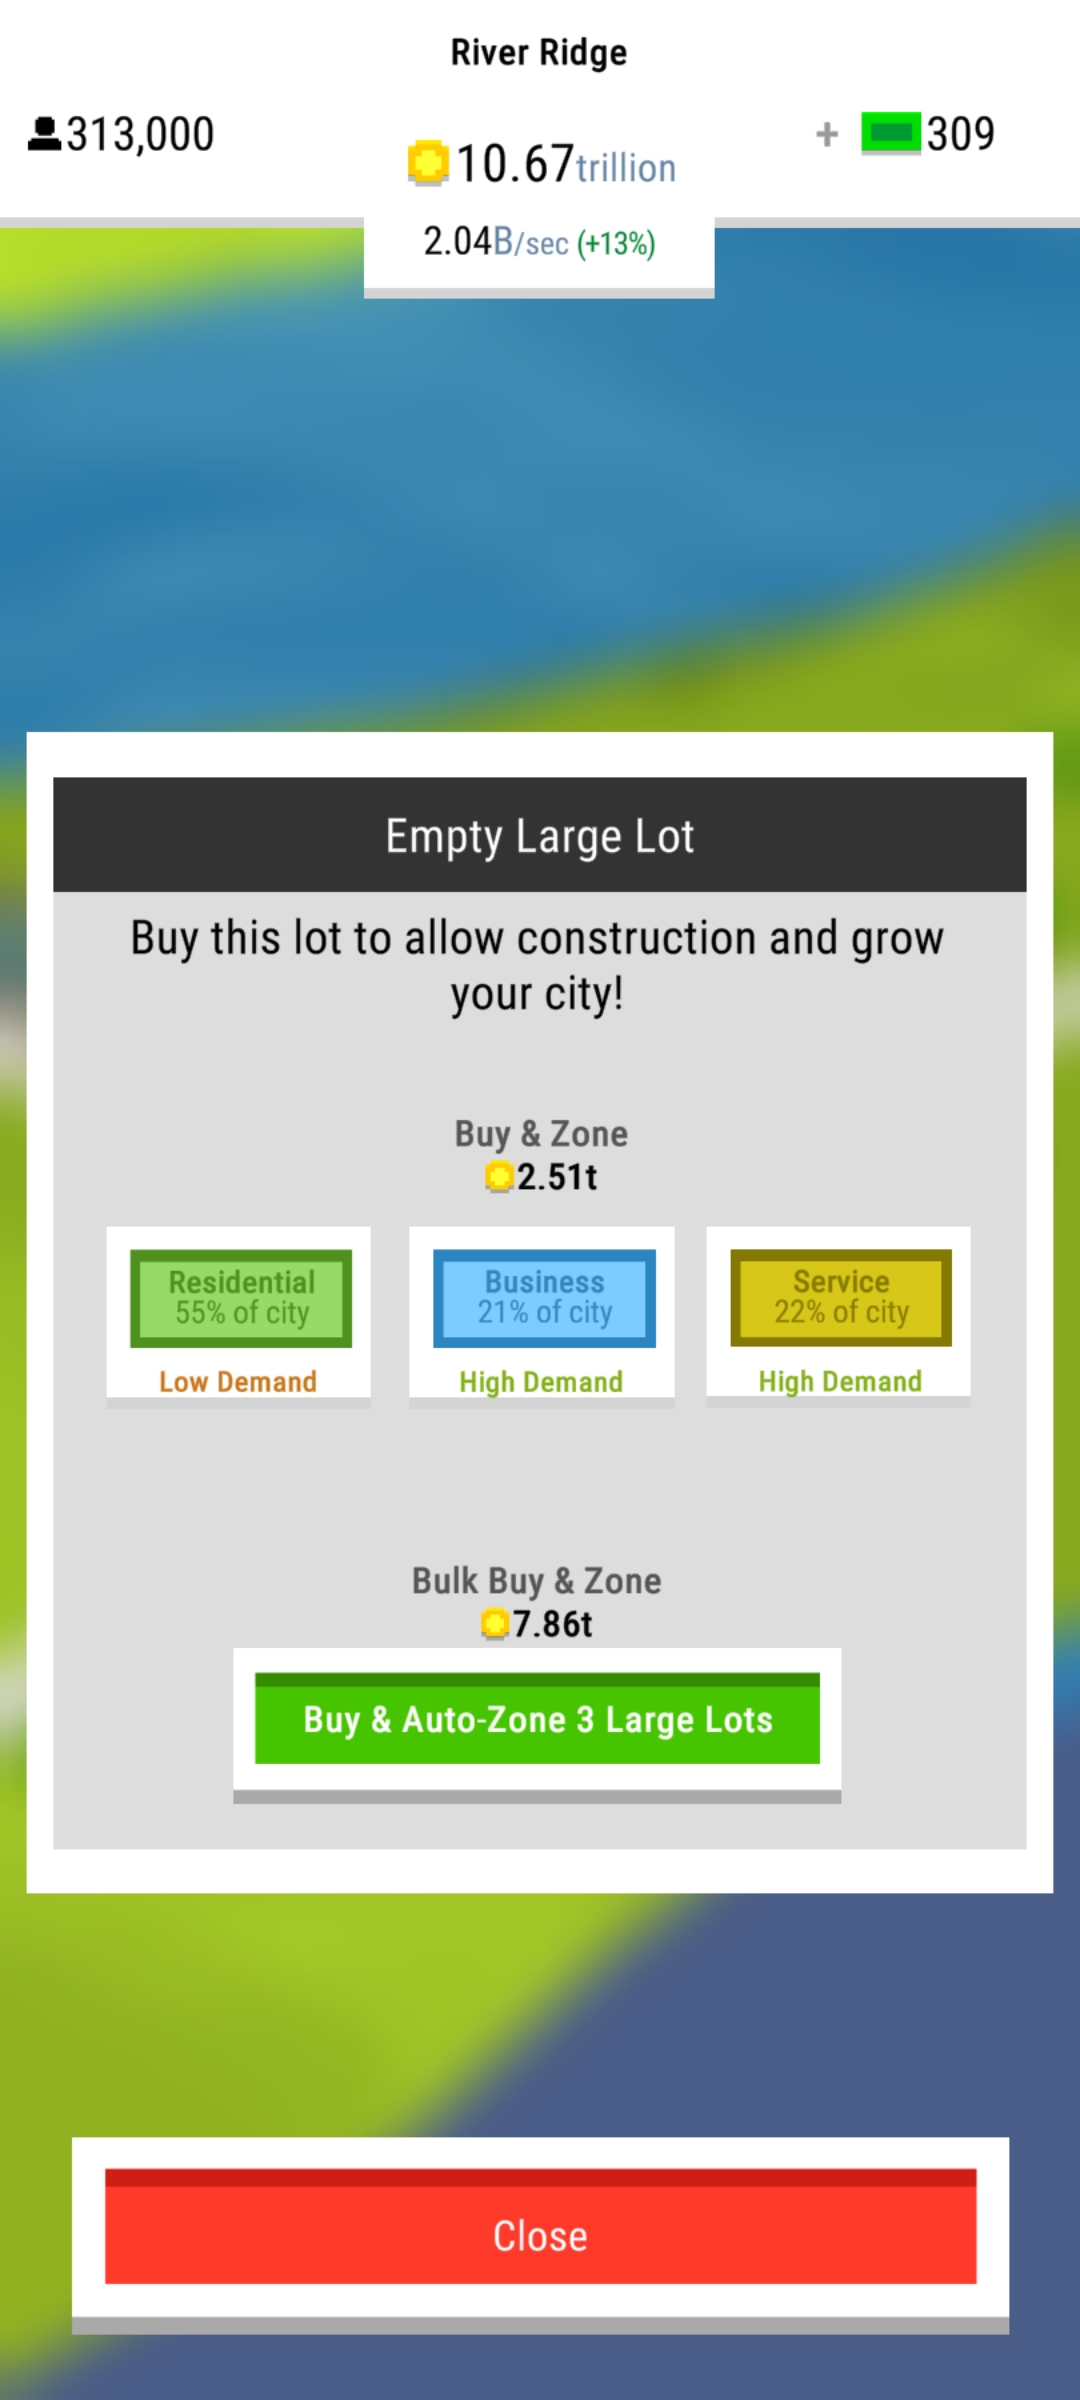 River Ridge
313,000
10.67trillion
+ 309
2.04B/sec (+13%)
Empty Large Lot
Buy this lot to allow construction and grow
your city!
Buy & Zone
2.51t
Residential
55% of city
Low Demand
Business
21% of city
High Demand
Service
22% of city
High Demand
Bulk Buy & Zone
7.86t
Buy & Auto-Zone 3 Large Lots
Close